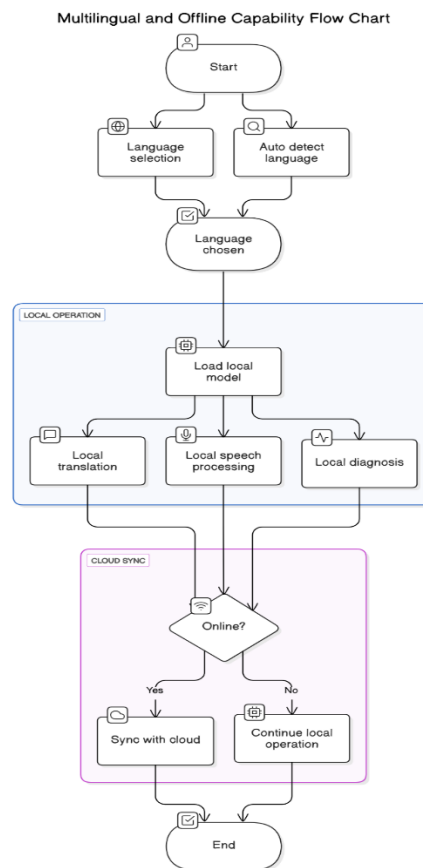 Multilingual and Offline Capability Flow Chart
Start
Language
selection
Auto detect
language
Language
chosen
LOCAL OPERATION
Load local
model
Local
translation
Local speech
processing
Local diagnosis
CLOUD SYNC
Online?
Yes
No
Sync with cloud
Continue local
operation
End